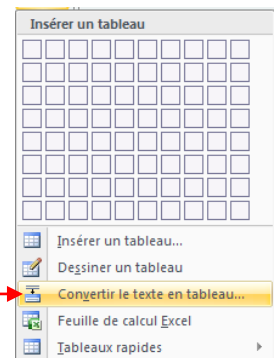 Insérer un tableau
Insérer un tableau...
Dessiner un tableau
Convertir le texte en tableau...
Feuille de calcul Excel
Tableaux rapides